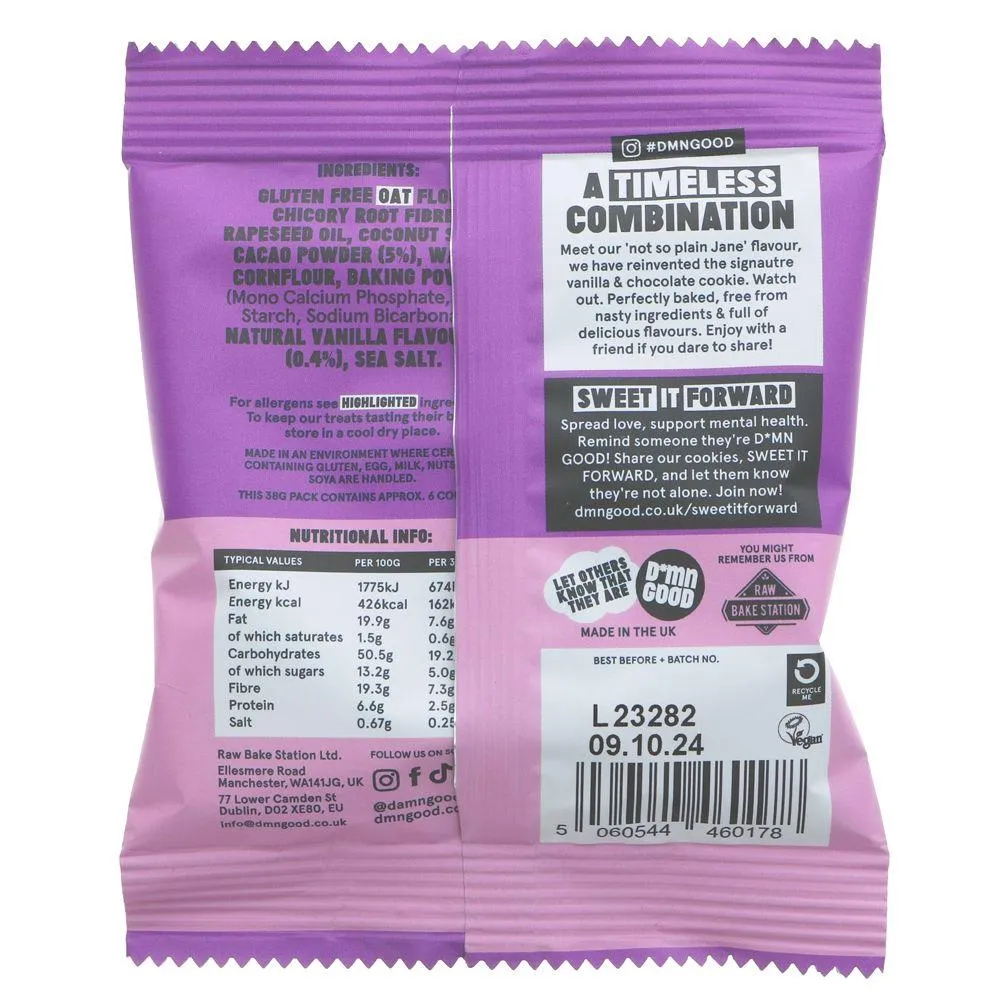 INGREDIENTS:
GLUTEN FREE OAT FLO
CHICORY ROOT FIBRE
RAPESEED OIL, COCONUT S
CACAO POWDER (5%), WA
CORNFLOUR, BAKING POW
(Mono Calcium Phosphate,
Starch, Sodium Bicarbona
NATURAL VANILLA FLAVOU
(0.4%), SEA SALT.
For allergens see HIGHLIGHTED ingre
To keep our treats tasting their b
store in a cool dry place.
MADE IN AN ENVIRONMENT WHERE CER
CONTAINING GLUTEN, EGG, MILK, NUTS
SOYA ARE HANDLED.
THIS 38G PACK CONTAINS APPROX. 6 CO
NUTRITIONAL INFO:
TYPICAL VALUES PER 100G PER 3
Energy kJ 1775kJ 674
Energy kcal 426kcal 162k
Fat 19.9g 7.6g
of which saturates 1.5g 0.6g
Carbohydrates 50.5g 19.2
of which sugars 13.2g 5.0g
Fibre 19.3g 7.3g
Protein 6.6g 2.5g
Salt 0.67g 0.25
Raw Bake Station Ltd.
Ellesmere Road
Manchester, WA141JG, UK
77 Lower Camden St
Dublin, D02 XE80, EU
info@dmngood.co.uk
FOLLOW US ON
@damngoo
dmngood.c
#DMNGOOD
A TIMELESS
COMBINATION
Meet our 'not so plain Jane' flavour,
we have reinvented the signautre
vanilla & chocolate cookie. Watch
out. Perfectly baked, free from
nasty ingredients & full of
delicious flavours. Enjoy with a
friend if you dare to share!
SWEET IT FORWARD
Spread love, support mental health.
Remind someone they're D*MN
GOOD! Share our cookies, SWEET IT
FORWARD, and let them know
they're not alone. Join now!
dmngood.co.uk/sweetitforward
LET OTHERS
KNOW THAT
THEY ARE
D*MN
GOOD
MADE IN THE UK
YOU MIGHT
REMEMBER US FROM
RAW
BAKE STATION
BEST BEFORE + BATCH NO.
L 23282
09.10.24
RECYCLE
ME
Vegan
5 060544 460178